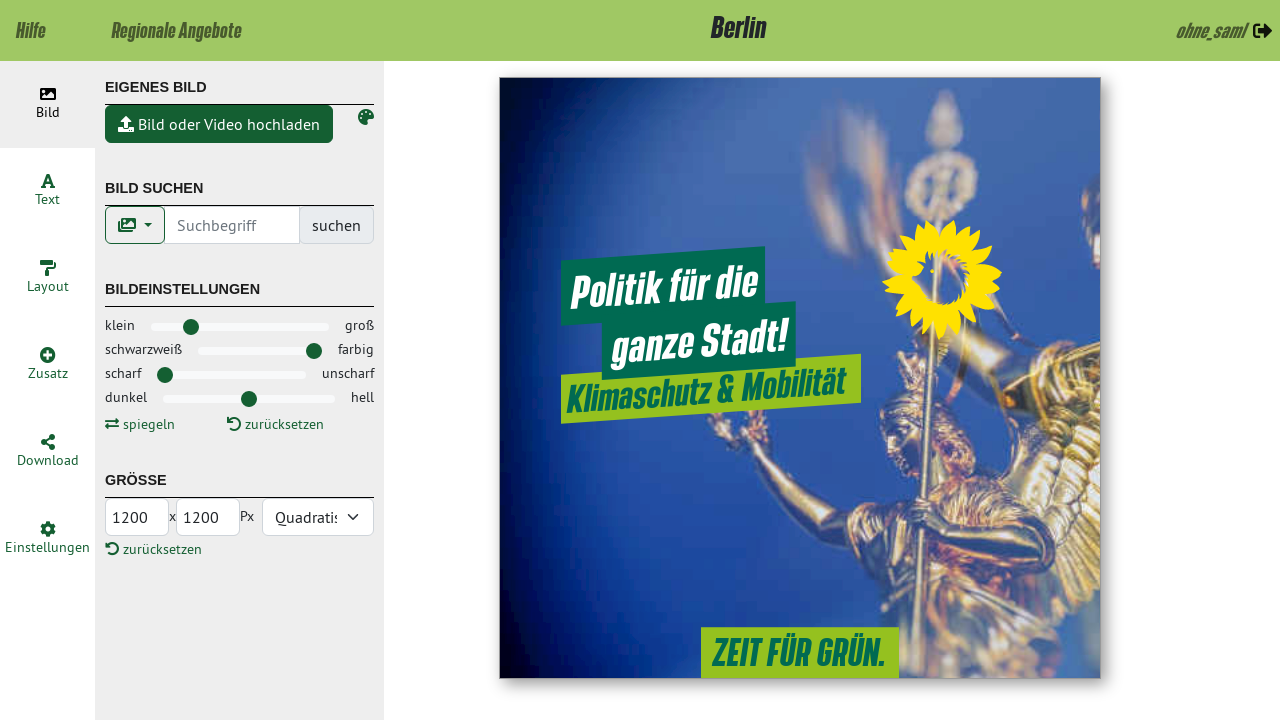 Hilfe
Regionale Angebote
Berlin
ohne_saml
Bild
Text
Layout
Zusatz
Download
Einstellungen
EIGENES BILD
Bild oder Video hochladen
BILD SUCHEN
Suchbegriff
suchen
BILDEINSTELLUNGEN
klein groß
schwarzweiß farbig
scharf unscharf
dunkel hell
spiegeln zurücksetzen
GRÖSSE
1200 x 1200 Px Quadratis
zurücksetzen
Politik für die
ganze Stadt!
Klimaschutz & Mobilität
ZEIT FÜR GRÜN.